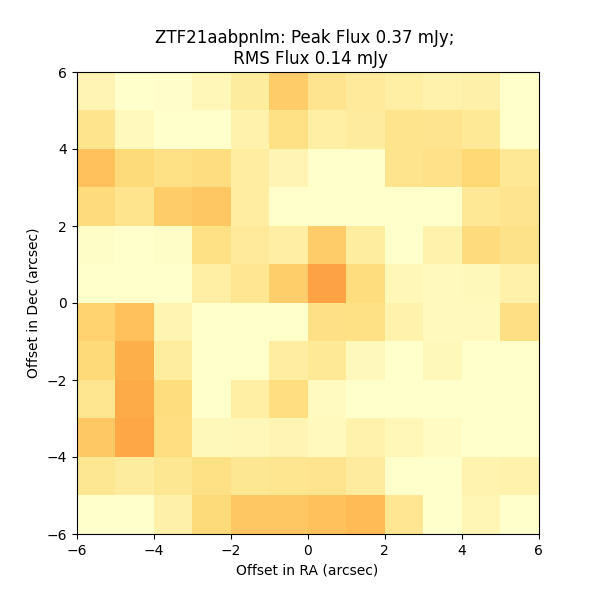 ZTF21aabpnlm: Peak Flux 0.37 mJy;
RMS Flux 0.14 mJy
6
4
2
0
−2
−4
−6
Offset in Dec (arcsec)
−6 −4 −2 0 2 4 6
Offset in RA (arcsec)